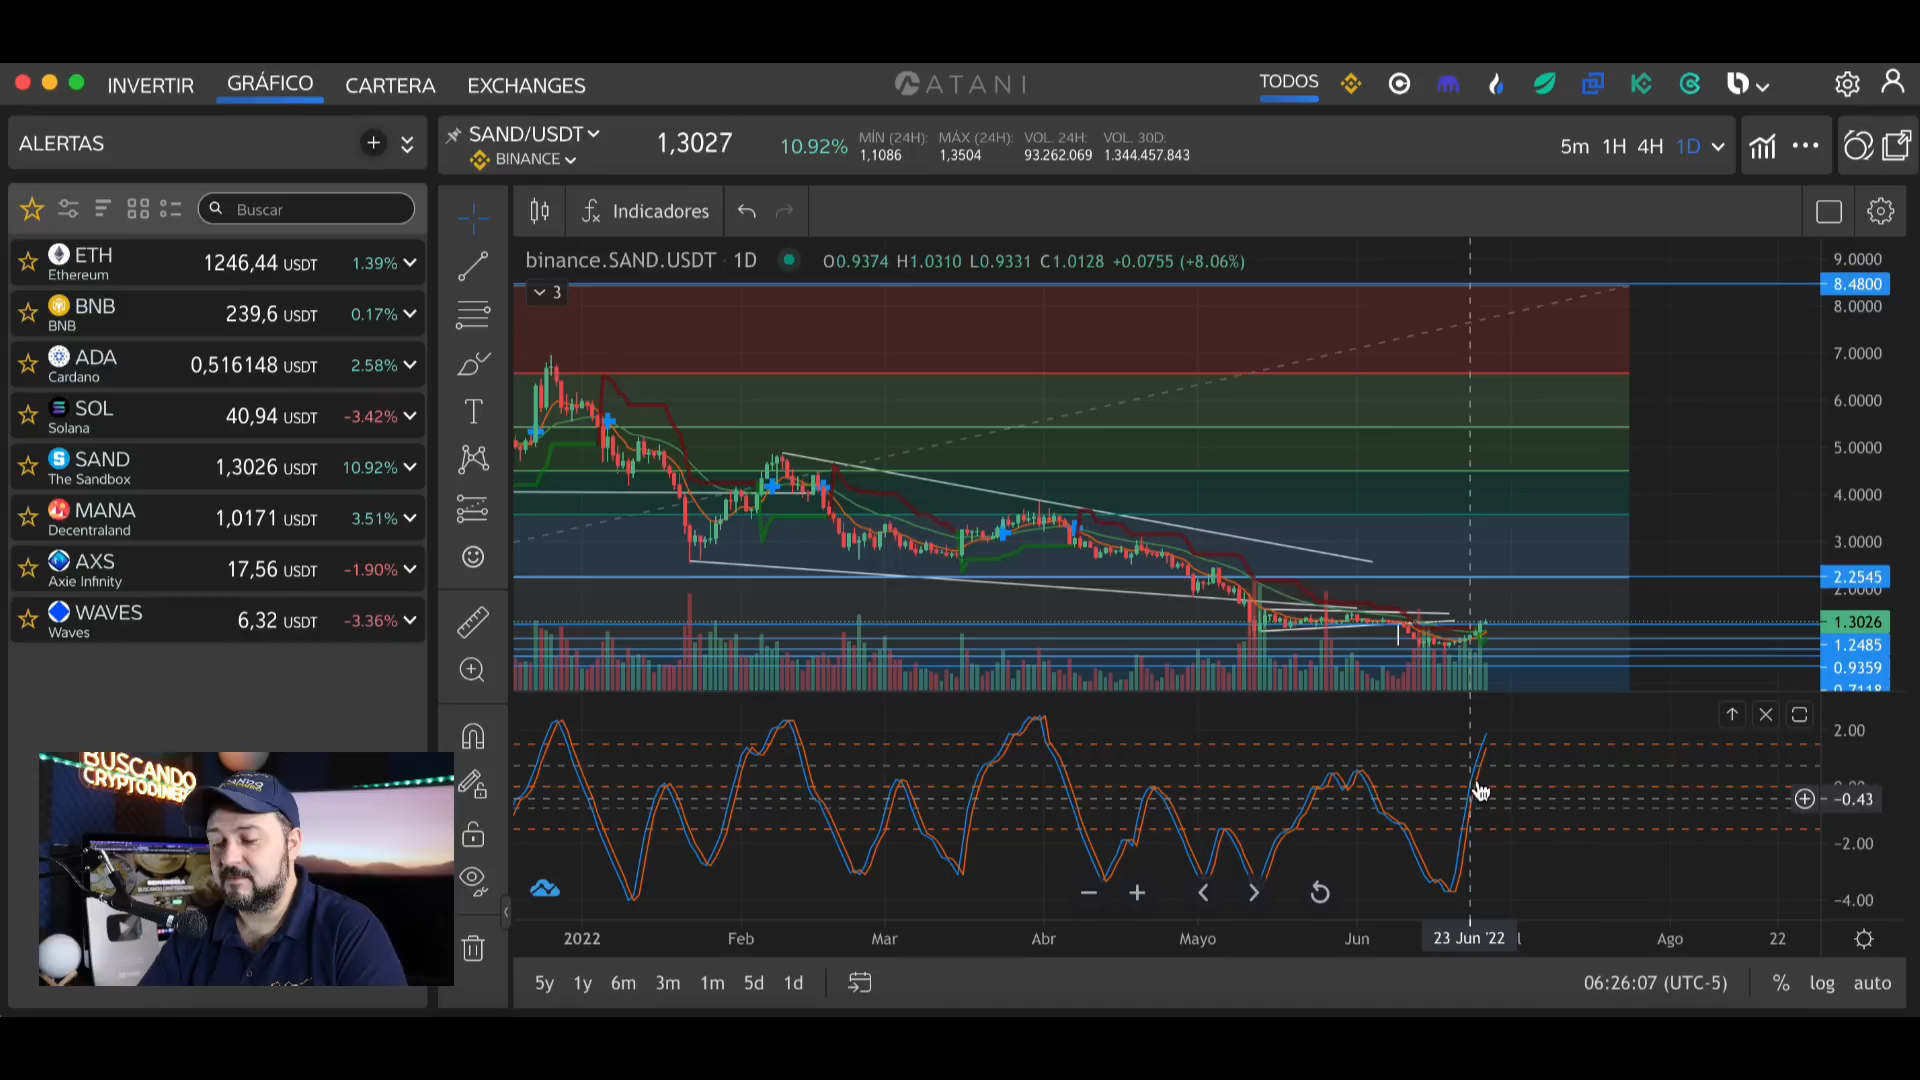 INVERTIR GRÁFICO CARTERA EXCHANGES ATANI TODOS
ALERTAS
SAND/USDT
BINANCE
1,3027
10.92%
MÍN (24H): MÁX (24H): VOL. 24H: VOL. 30D:
1,1086 1,3504 93.262.069 1.344.457.843
5m 1H 4H 1D
Buscar
Indicadores
ETH 1246,44 USDT 1.39%
Ethereum
BNB 239,6 USDT 0.17%
BNB
ADA 0,516148 USDT 2.58%
Cardano
SOL 40,94 USDT -3.42%
Solana
SAND 1,3026 USDT 10.92%
The Sandbox
MANA 1,0171 USDT 3.51%
Decentraland
AXS 17,56 USDT -1.90%
Axie Infinity
WAVES 6,32 USDT -3.36%
Waves
binance.SAND.USDT 1D O0.9374 H1.0310 L0.9331 C1.0128 +0.0755 (+8.06%)
3
9.0000
8.4800
8.0000
7.0000
6.0000
5.0000
4.0000
3.0000
2.2545
2.0000
1.3026
1.2485
0.9359
0.7118
2.00
-0.43
-2.00
-4.00
2022 Feb Mar Abr Mayo Jun 23 Jun '22 Ago 22
5y 1y 6m 3m 1m 5d 1d
06:26:07 (UTC-5) % log auto
BUSCANDO